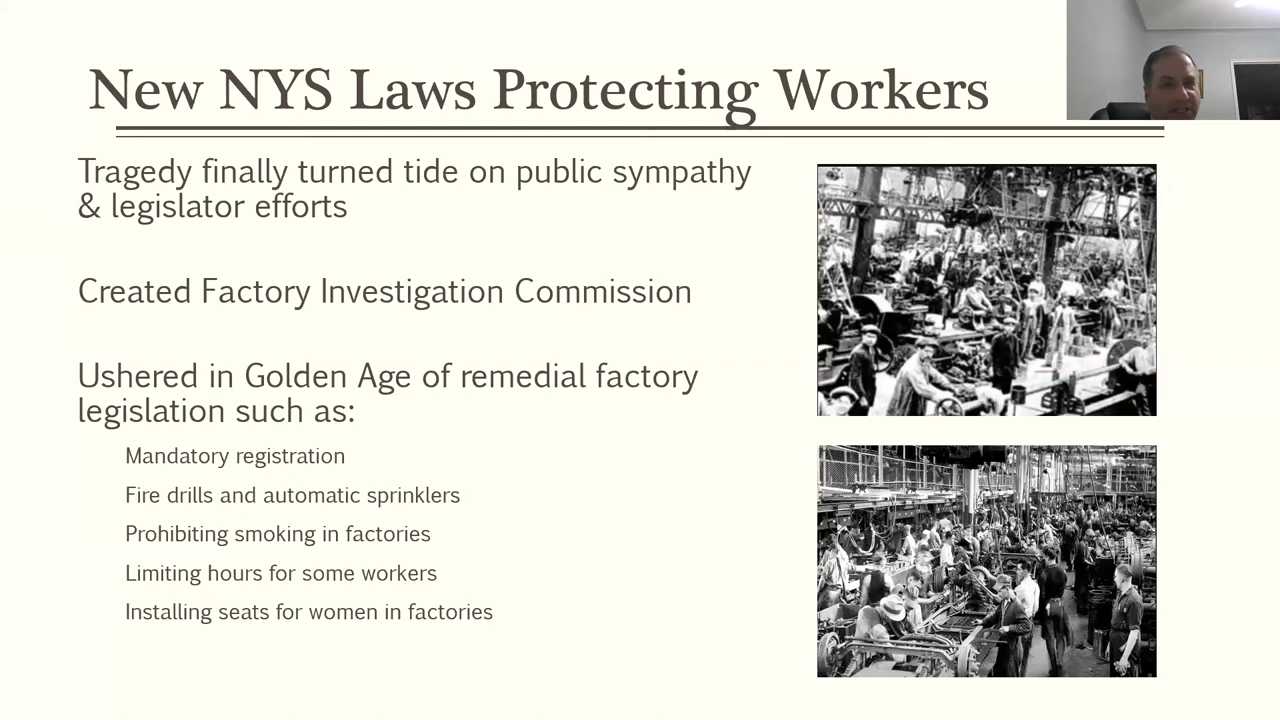 New NYS Laws Protecting Workers
Tragedy finally turned tide on public sympathy
& legislator efforts
Created Factory Investigation Commission
Ushered in Golden Age of remedial factory
legislation such as:
Mandatory registration
Fire drills and automatic sprinklers
Prohibiting smoking in factories
Limiting hours for some workers
Installing seats for women in factories